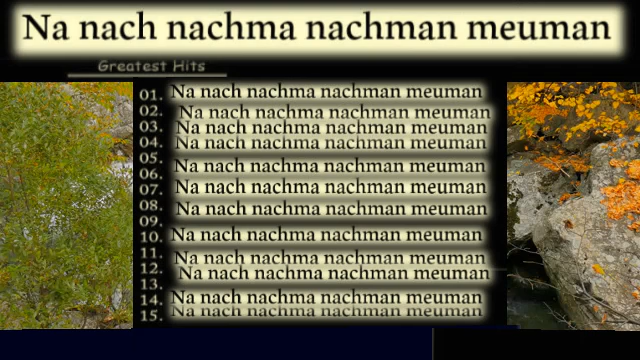 Na nach nachma nachman meuman
Greatest Hits
01. Na nach nachma nachman meuman
02. Na nach nachma nachman meuman
03. Na nach nachma nachman meuman
04. Na nach nachma nachman meuman
05.
06. Na nach nachma nachman meuman
07. Na nach nachma nachman meuman
08. Na nach nachma nachman meuman
09.
10. Na nach nachma nachman meuman
11. Na nach nachma nachman meuman
12. Na nach nachma nachman meuman
13.
14. Na nach nachma nachman meuman
15. Na nach nachma nachman meuman